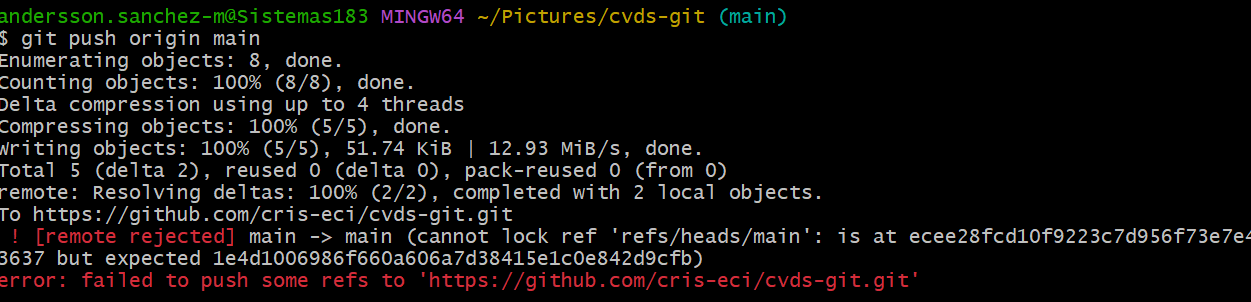 andersson.sanchez-m@Sistemas183 MINGW64 ~/Pictures/cvds-git (main)
$ git push origin main
Enumerating objects: 8, done.
Counting objects: 100% (8/8), done.
Delta compression using up to 4 threads
Compressing objects: 100% (5/5), done.
Writing objects: 100% (5/5), 51.74 KiB | 12.93 MiB/s, done.
Total 5 (delta 2), reused 0 (delta 0), pack-reused 0 (from 0)
remote: Resolving deltas: 100% (2/2), completed with 2 local objects.
To https://github.com/cris-eci/cvds-git.git
! [remote rejected] main -> main (cannot lock ref 'refs/heads/main': is at ecee28fcd10f9223c7d956f73e7e4
3637 but expected 1e4d1006986f660a606a7d38415e1c0e842d9cfb)
error: failed to push some refs to 'https://github.com/cris-eci/cvds-git.git'